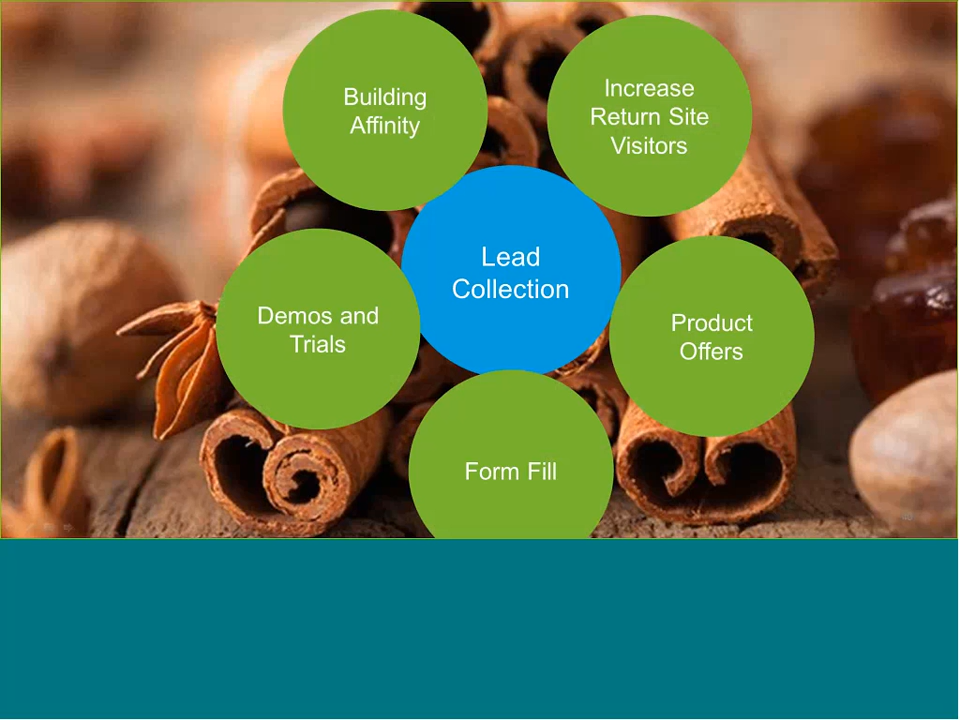 Building
Affinity
Increase
Return Site
Visitors
Lead
Collection
Demos and
Trials
Product
Offers
Form Fill